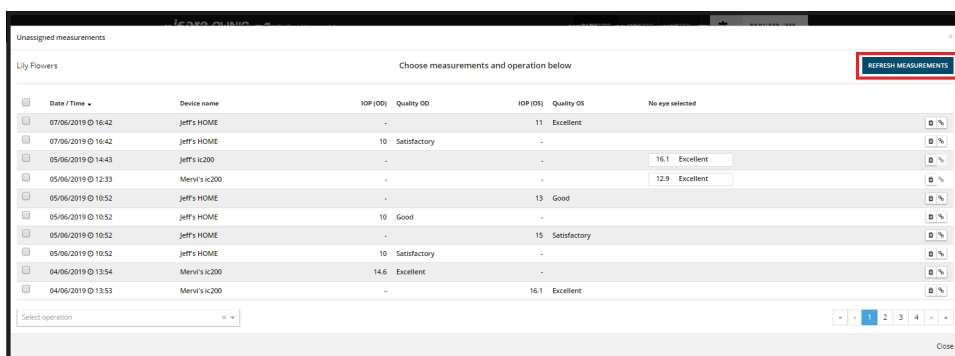 Unassigned measurements ×
Lily Flowers Choose measurements and operation below REFRESH MEASUREMENTS
Date / Time Device name IOP (OD) Quality OD IOP (OS) Quality OS No eye selected
07/06/2019 16:42 Jeff's HOME - 11 Excellent
07/06/2019 16:42 Jeff's HOME 10 Satisfactory -
05/06/2019 14:43 Jeff's ic200 - - 16.1 Excellent
05/06/2019 12:33 Mervi's ic200 - - 12.9 Excellent
05/06/2019 10:52 Jeff's HOME - 13 Good
05/06/2019 10:52 Jeff's HOME 10 Good -
05/06/2019 10:52 Jeff's HOME - 15 Satisfactory
05/06/2019 10:52 Jeff's HOME 10 Satisfactory -
04/06/2019 13:54 Mervi's ic200 14.6 Excellent -
04/06/2019 13:53 Mervi's ic200 - 16.1 Excellent
Select operation × « ‹ 1 2 3 4 › »
Close